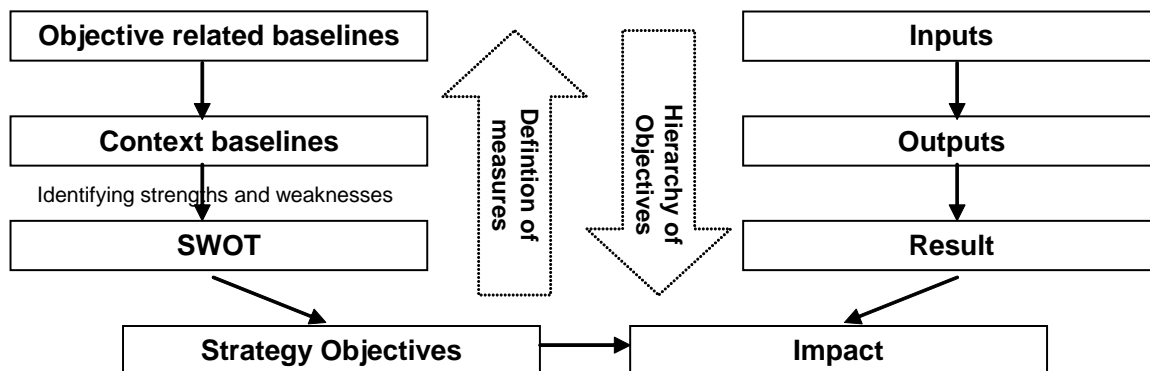 Objective related baselines
Inputs
Defintion of
measures
Hierarchy of
Objectives
Context baselines
Outputs
Identifying strengths and weaknesses
SWOT
Result
Strategy Objectives
Impact